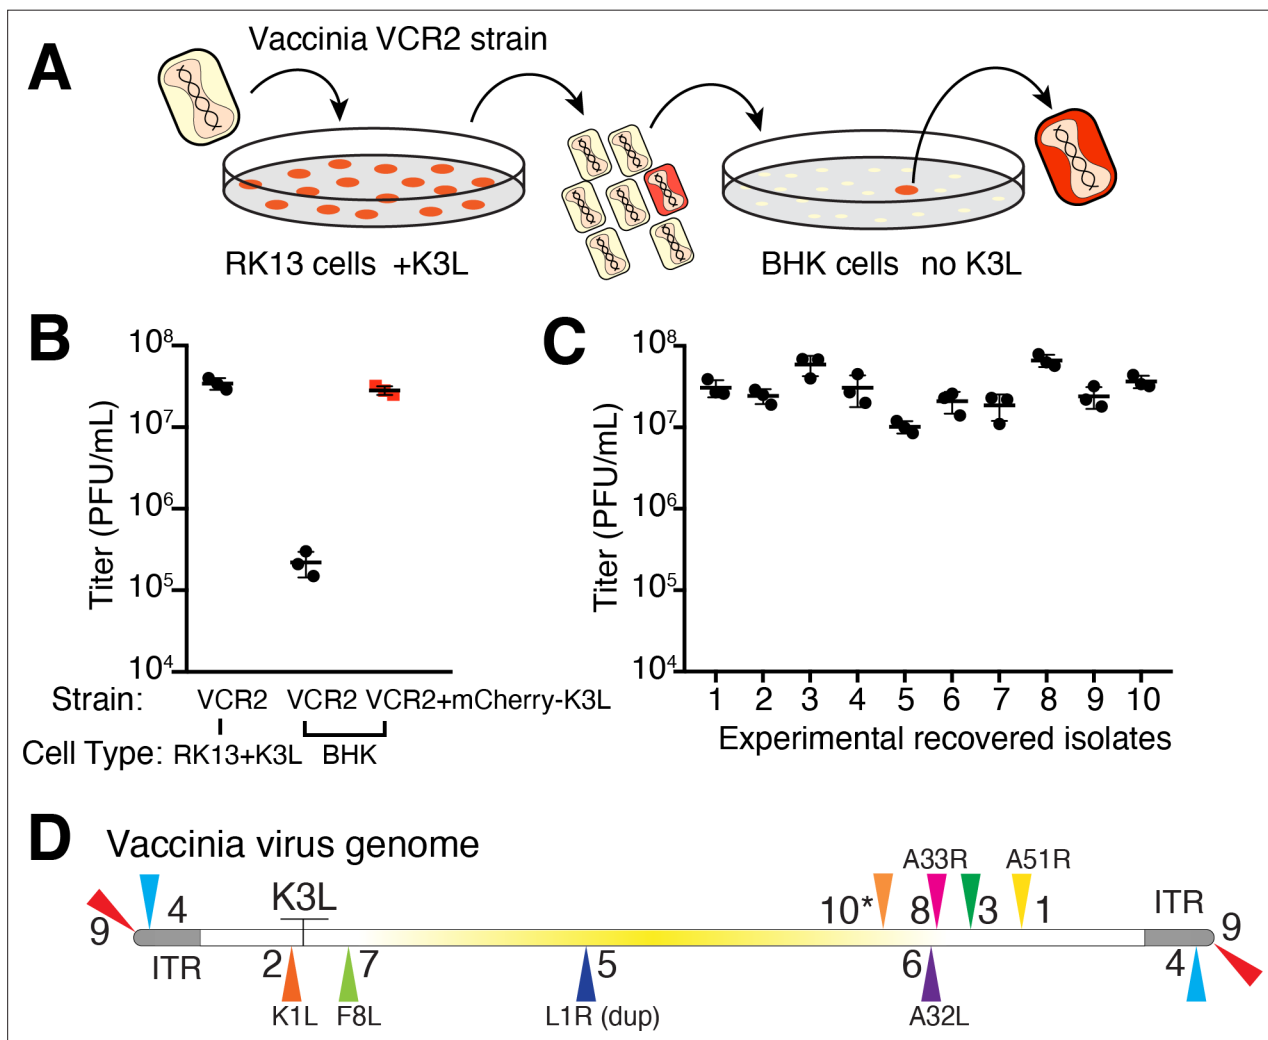 A
Vaccinia VCR2 strain
RK13 cells +K3L
BHK cells no K3L
B
Titer (PFU/mL)
10⁸
10⁷
10⁶
10⁵
10⁴
Strain: VCR2 VCR2 VCR2+mCherry-K3L
Cell Type: RK13+K3L BHK
C
Titer (PFU/mL)
10⁸
10⁷
10⁶
10⁵
10⁴
1 2 3 4 5 6 7 8 9 10
Experimental recovered isolates
D
Vaccinia virus genome
A33R A51R
9 4 K3L 10* 8 3 1 ITR 9
ITR 2 7 5 6 4
K1L F8L L1R (dup) A32L